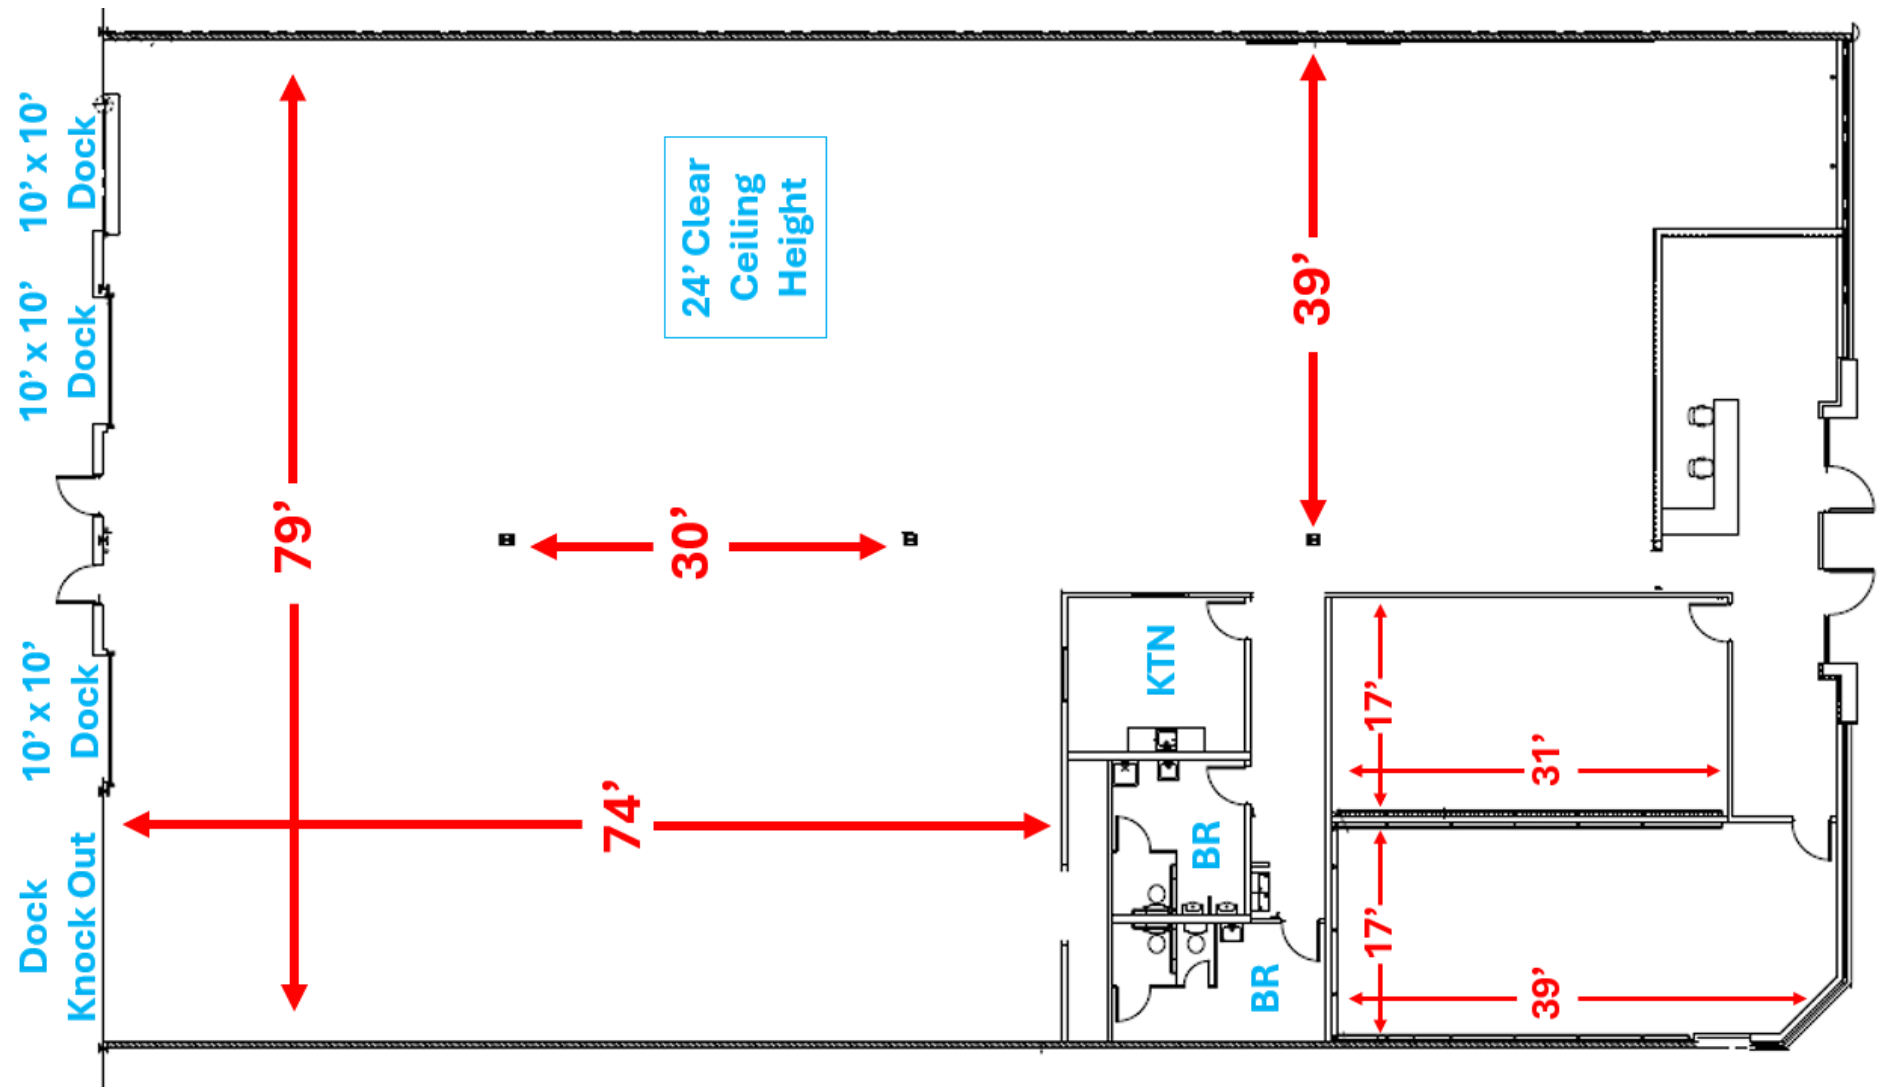 10’ x 10’
Dock
10’ x 10’
Dock
10’ x 10’
Dock
Dock
Knock Out
79’
24’ Clear
Ceiling
Height
30’
74’
39’
KTN
BR
BR
17’
31’
17’
39’